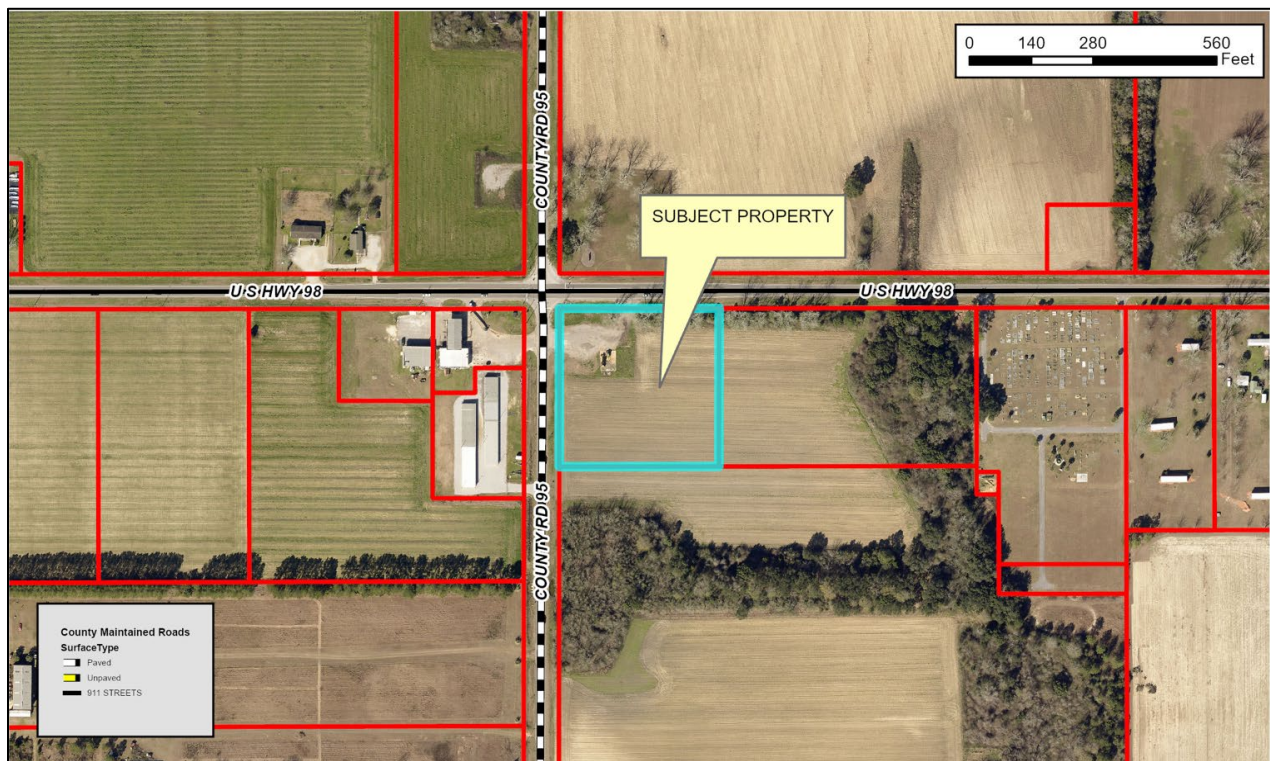 0 140 280 560
Feet
COUNTY RD 95
SUBJECT PROPERTY
U S HWY 98
U S HWY 98
COUNTY RD 95
County Maintained Roads
SurfaceType
Paved
Unpaved
911 STREETS